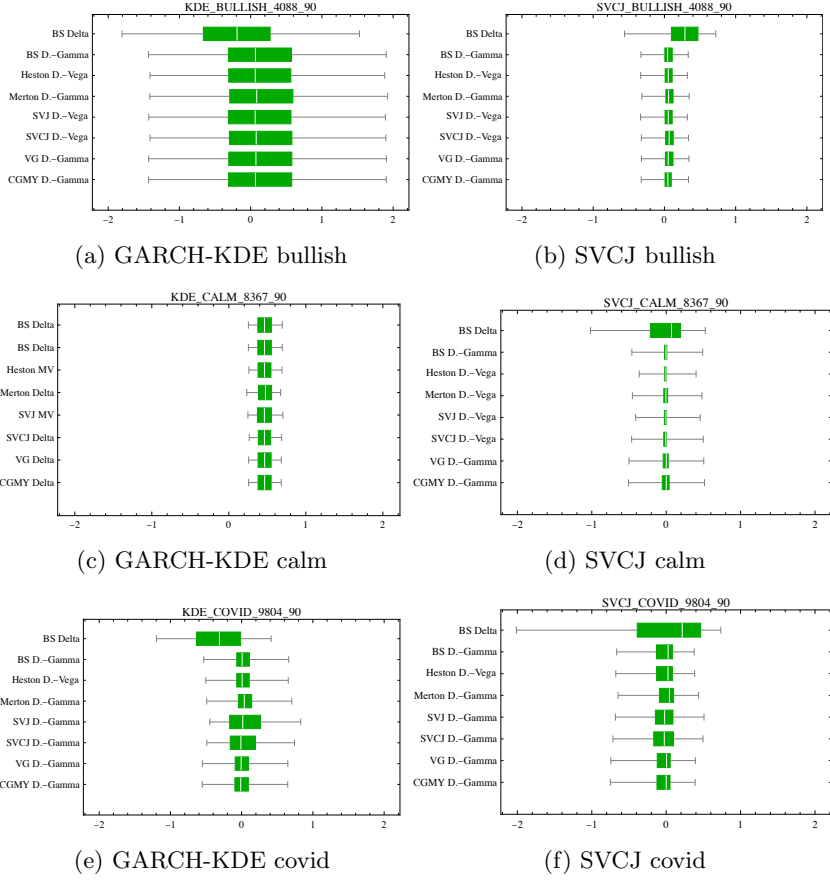 KDE_BULLISH_4088_90
BS Delta
BS D.-Gamma
Heston D.-Vega
Merton D.-Gamma
SVJ D.-Vega
SVCJ D.-Vega
VG D.-Gamma
CGMY D.-Gamma
-2 -1 0 1 2
(a) GARCH-KDE bullish
SVCJ_BULLISH_4088_90
BS Delta
BS D.-Gamma
Heston D.-Vega
Merton D.-Gamma
SVJ D.-Vega
SVCJ D.-Vega
VG D.-Gamma
CGMY D.-Gamma
-2 -1 0 1 2
(b) SVCJ bullish
KDE_CALM_8367_90
BS Delta
BS Delta
Heston MV
Merton Delta
SVJ MV
SVCJ Delta
VG Delta
CGMY Delta
-2 -1 0 1 2
(c) GARCH-KDE calm
SVCJ_CALM_8367_90
BS Delta
BS D.-Gamma
Heston D.-Vega
Merton D.-Vega
SVJ D.-Vega
SVCJ D.-Vega
VG D.-Gamma
CGMY D.-Gamma
-2 -1 0 1 2
(d) SVCJ calm
KDE_COVID_9804_90
BS Delta
BS D.-Gamma
Heston D.-Vega
Merton D.-Gamma
SVJ D.-Gamma
SVCJ D.-Gamma
VG D.-Gamma
CGMY D.-Gamma
-2 -1 0 1 2
(e) GARCH-KDE covid
SVCJ_COVID_9804_90
BS Delta
BS D.-Gamma
Heston D.-Vega
Merton D.-Gamma
SVJ D.-Gamma
SVCJ D.-Gamma
VG D.-Gamma
CGMY D.-Gamma
-2 -1 0 1 2
(f) SVCJ covid